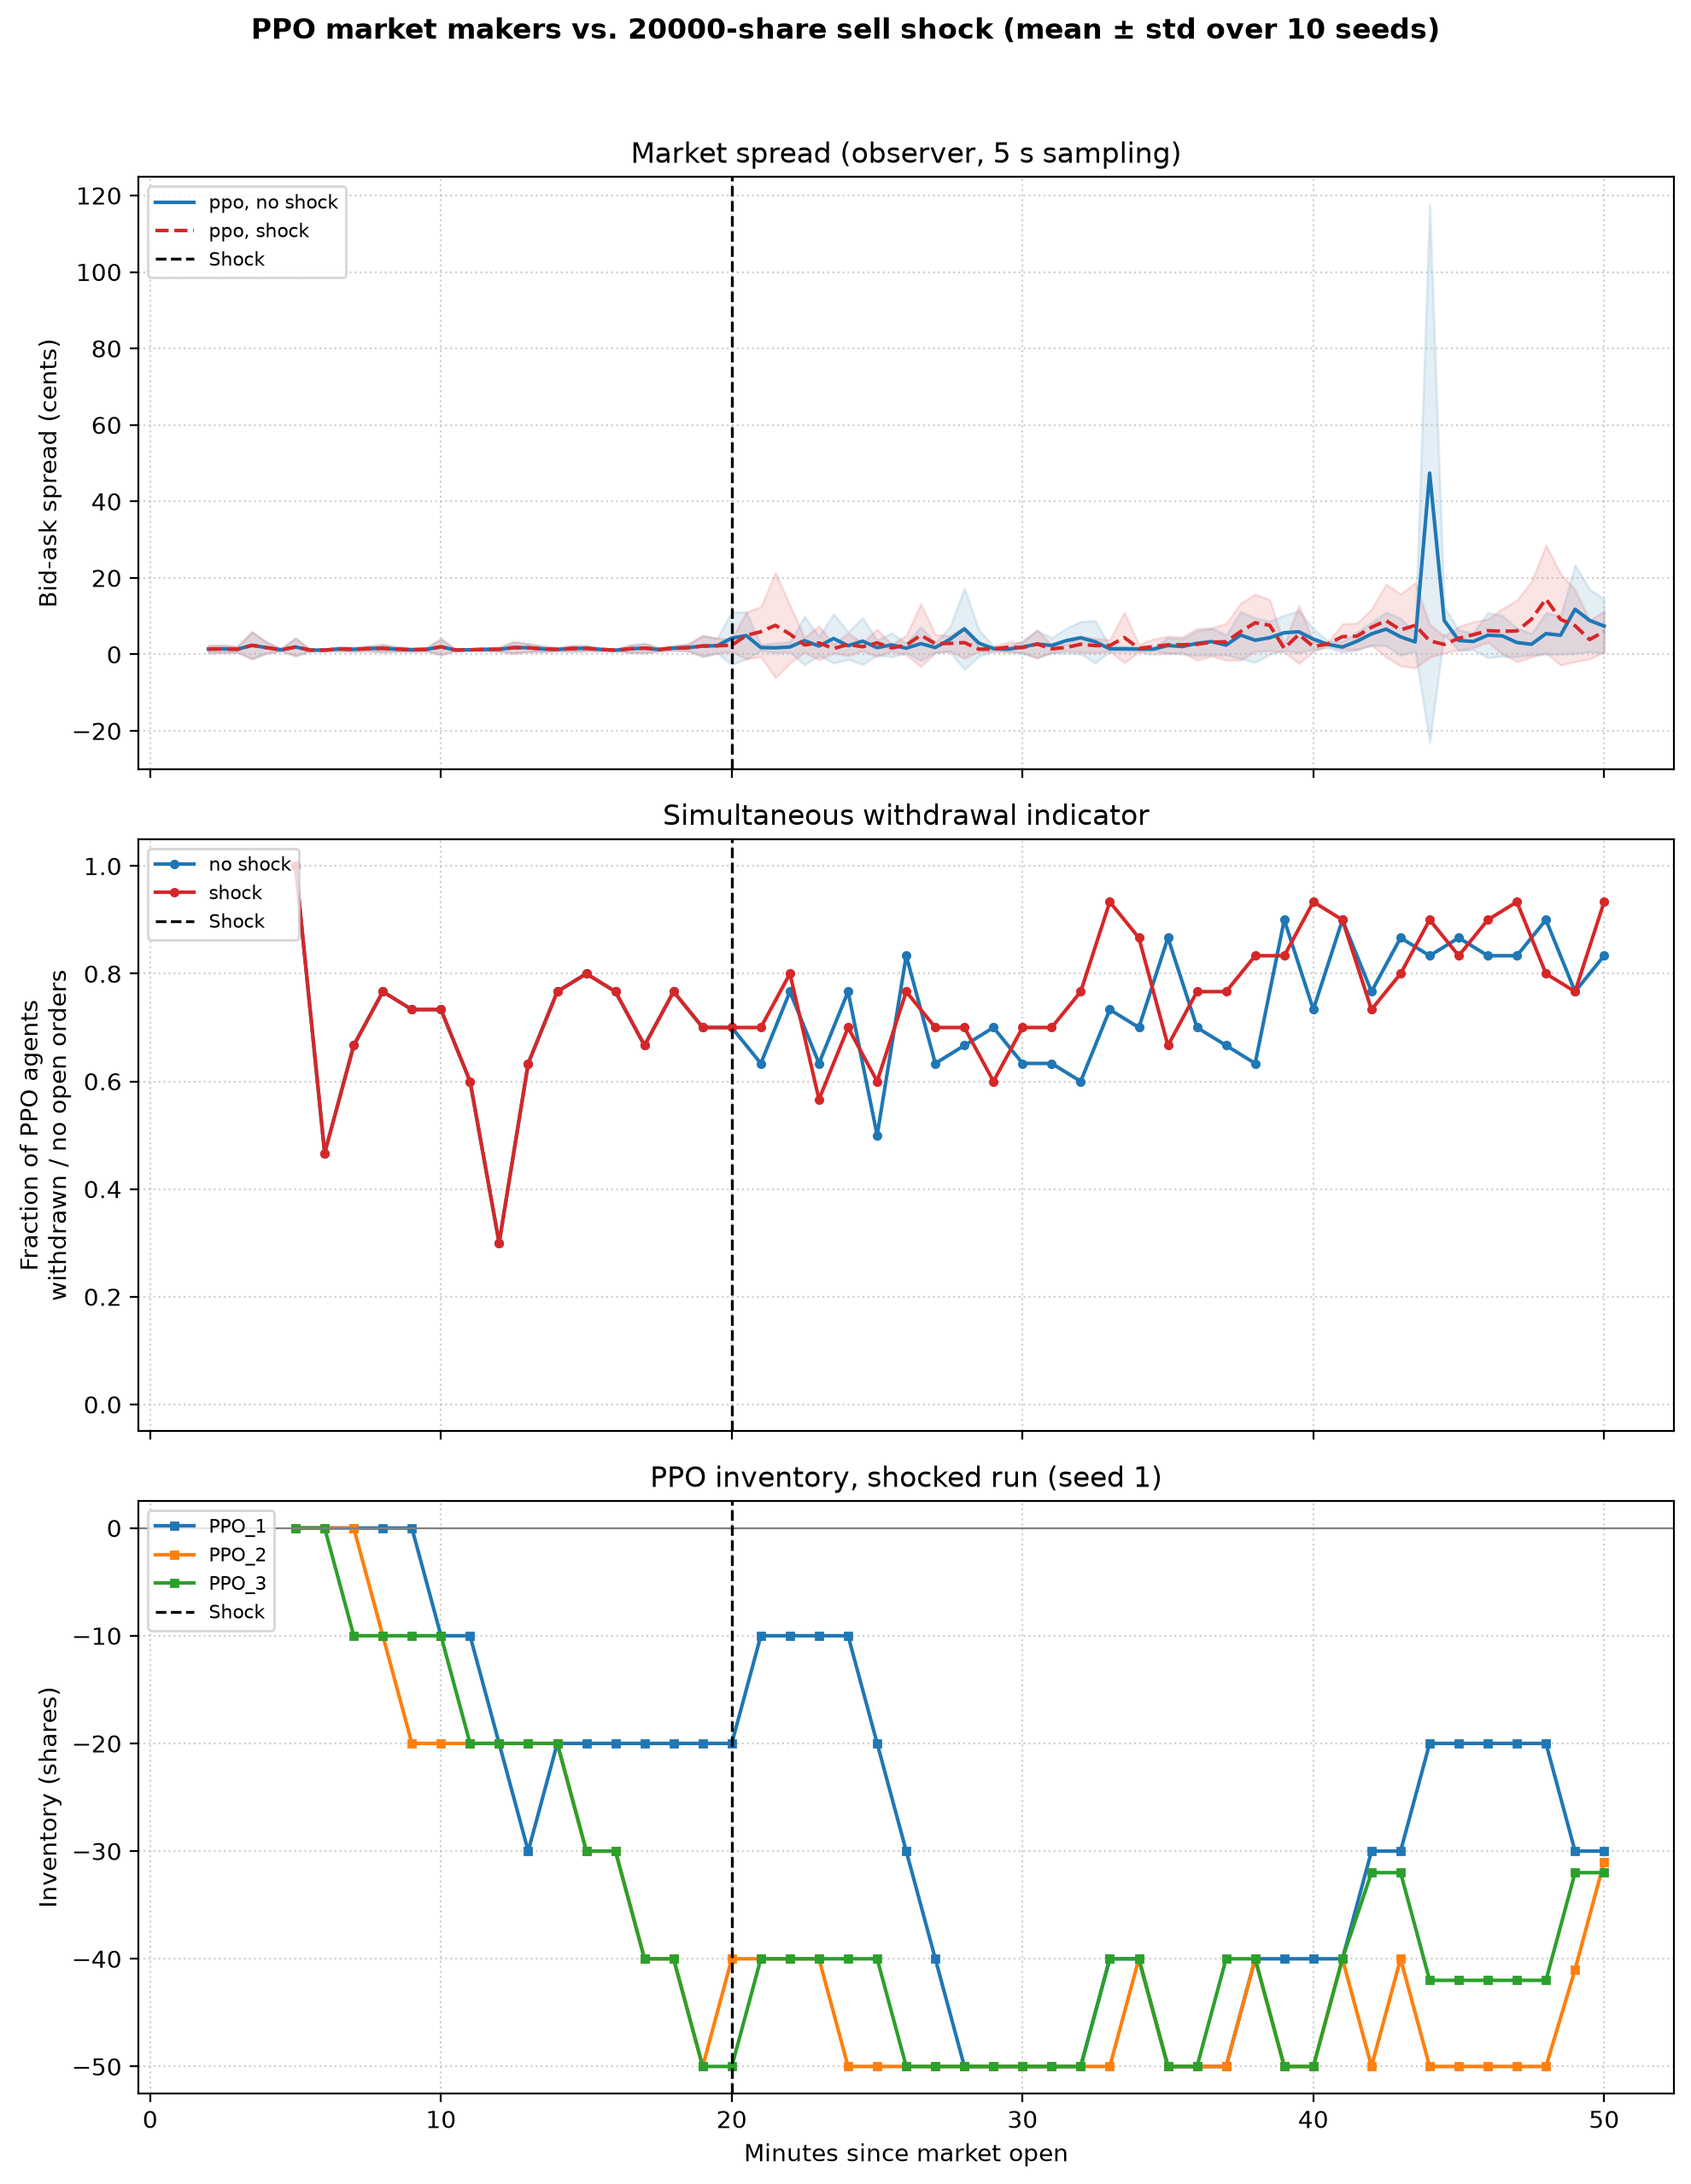 PPO market makers vs. 20000-share sell shock (mean ± std over 10 seeds)
Market spread (observer, 5 s sampling)
Bid-ask spread (cents)
120
100
80
60
40
20
0
−20
ppo, no shock
ppo, shock
Shock
Simultaneous withdrawal indicator
Fraction of PPO agents
withdrawn / no open orders
1.0
0.8
0.6
0.4
0.2
0.0
no shock
shock
Shock
PPO inventory, shocked run (seed 1)
Inventory (shares)
0
−10
−20
−30
−40
−50
PPO_1
PPO_2
PPO_3
Shock
0
10
20
30
40
50
Minutes since market open